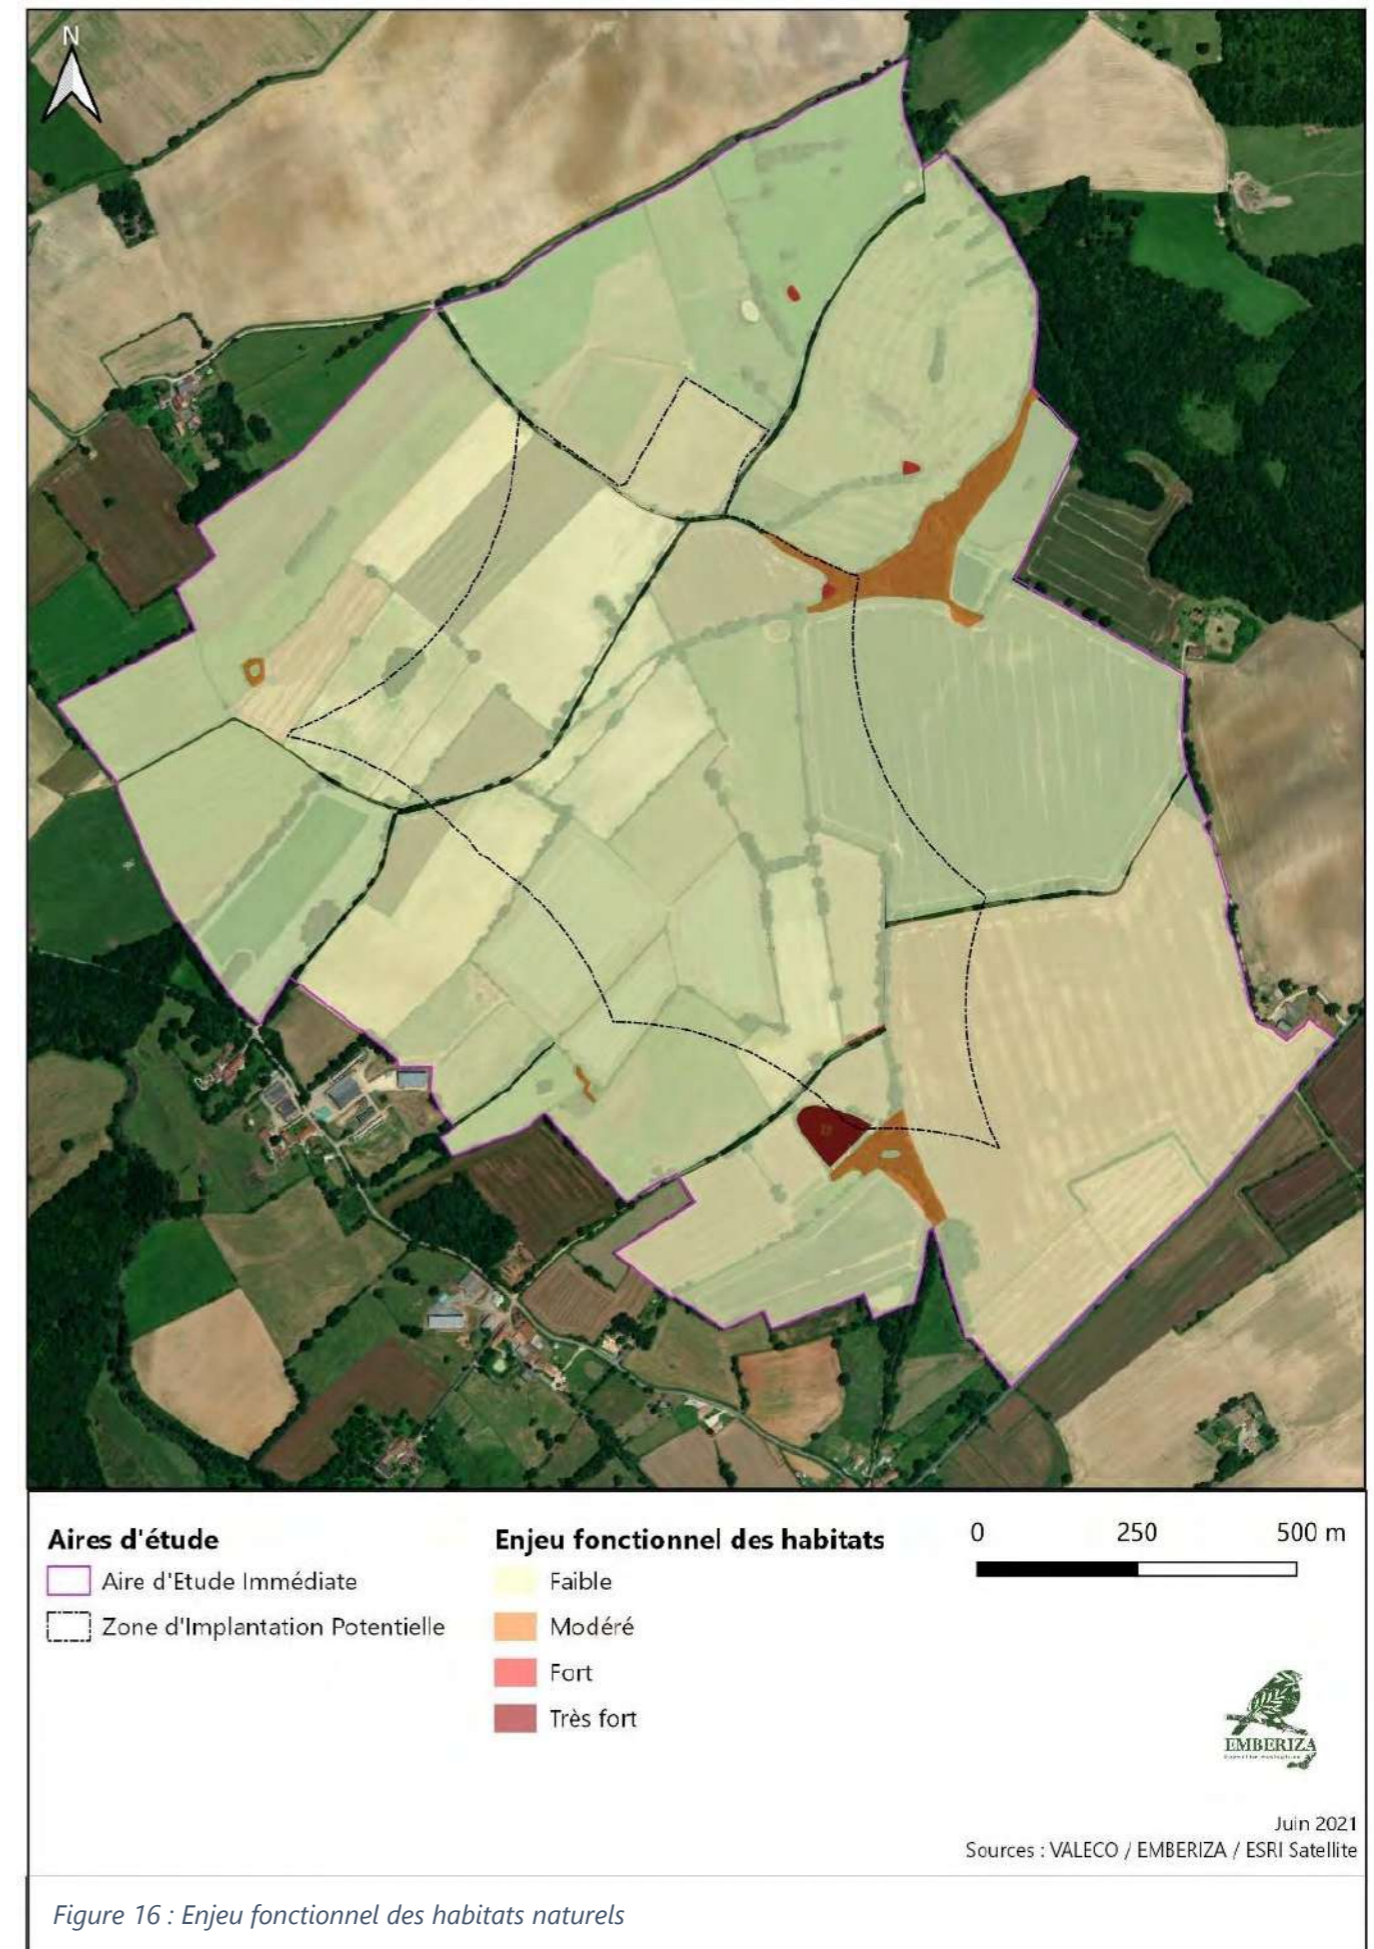 N
Aires d'étude
Aire d'Etude Immédiate
Zone d'Implantation Potentielle
Enjeu fonctionnel des habitats
Faible
Modéré
Fort
Très fort
0 250 500 m
EMBERIZA
Juin 2021
Sources : VALECO / EMBERIZA / ESRI Satellite
Figure 16 : Enjeu fonctionnel des habitats naturels